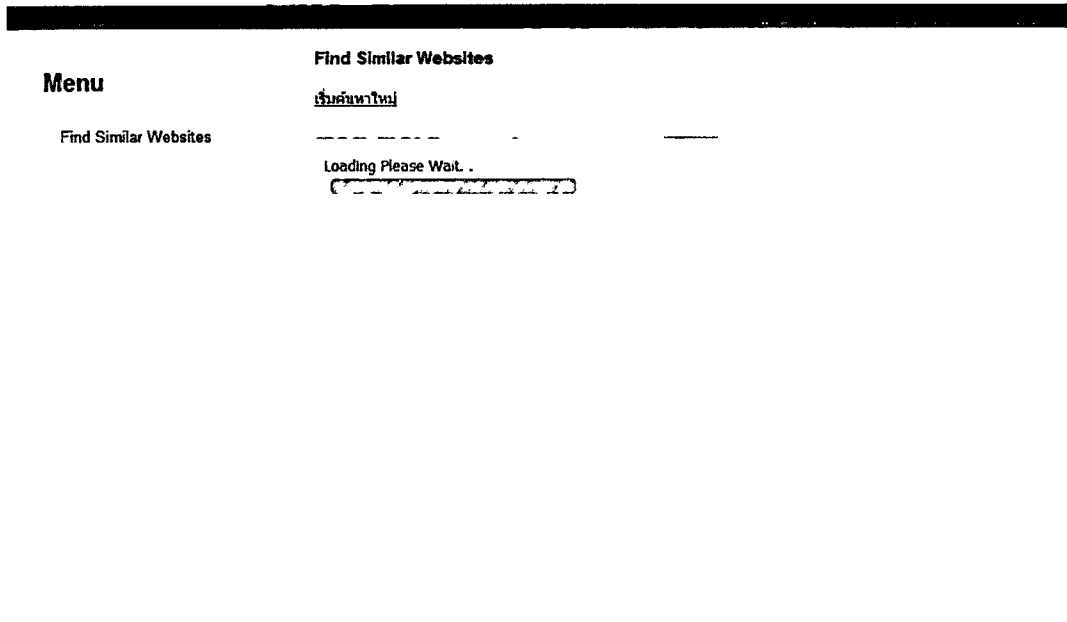 Find Similar Websites
Menu
เริ่มค้นหาใหม่
Find Similar Websites
Loading Please Wait. .